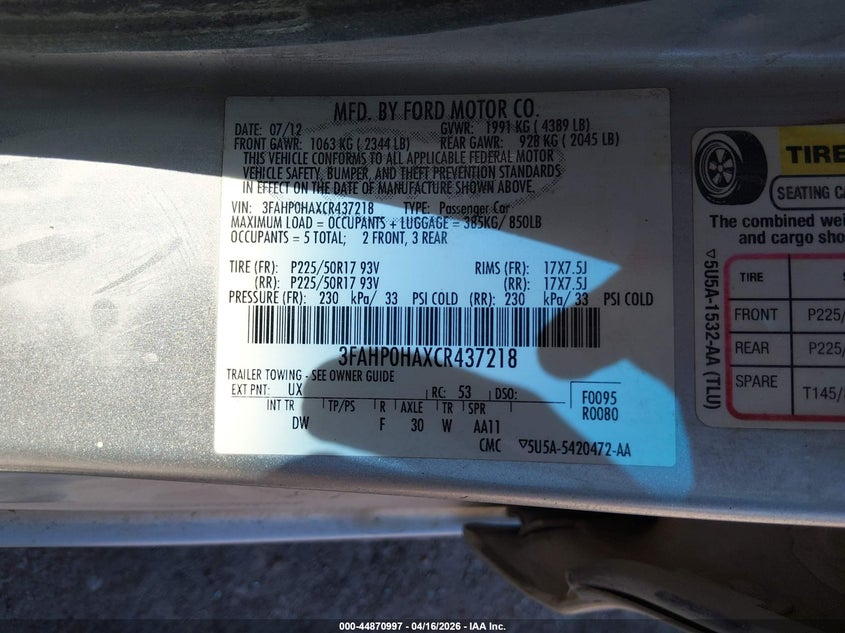 MFD. BY FORD MOTOR CO.
DATE: 07/12 GVWR: 1991 KG ( 4389 LB)
FRONT GAWR: 1063 KG ( 2344 LB) REAR GAWR: 928 KG ( 2045 LB)
THIS VEHICLE CONFORMS TO ALL APPLICABLE FEDERAL MOTOR
VEHICLE SAFETY, BUMPER, AND THEFT PREVENTION STANDARDS
IN EFFECT ON THE DATE OF MANUFACTURE SHOWN ABOVE.
VIN: 3FAHP0HAXCR437218 TYPE: Passenger Car
MAXIMUM LOAD = OCCUPANTS + LUGGAGE = 385KG/ 850LB
OCCUPANTS = 5 TOTAL; 2 FRONT, 3 REAR
TIRE (FR): P225/50R17 93V RIMS (FR): 17X7.5J
(RR): P225/50R17 93V (RR): 17X7.5J
PRESSURE (FR): 230 kPa/ 33 PSI COLD (RR): 230 kPa/ 33 PSI COLD
3FAHP0HAXCR437218
TRAILER TOWING - SEE OWNER GUIDE
EXT PNT: UX RC: 53 DSO:
INT TR TP/PS R AXLE TR SPR
DW F 30 W AA11
F0095
R0080
CMC ▽5U5A-5420472-AA
▽5U5A-1532-AA (TLU)
TIRE
SEATING CA
The combined wei
and cargo sho
TIRE S
FRONT P225/
REAR P225/
SPARE T145/
000-44870997 - 04/16/2026 - IAA Inc.